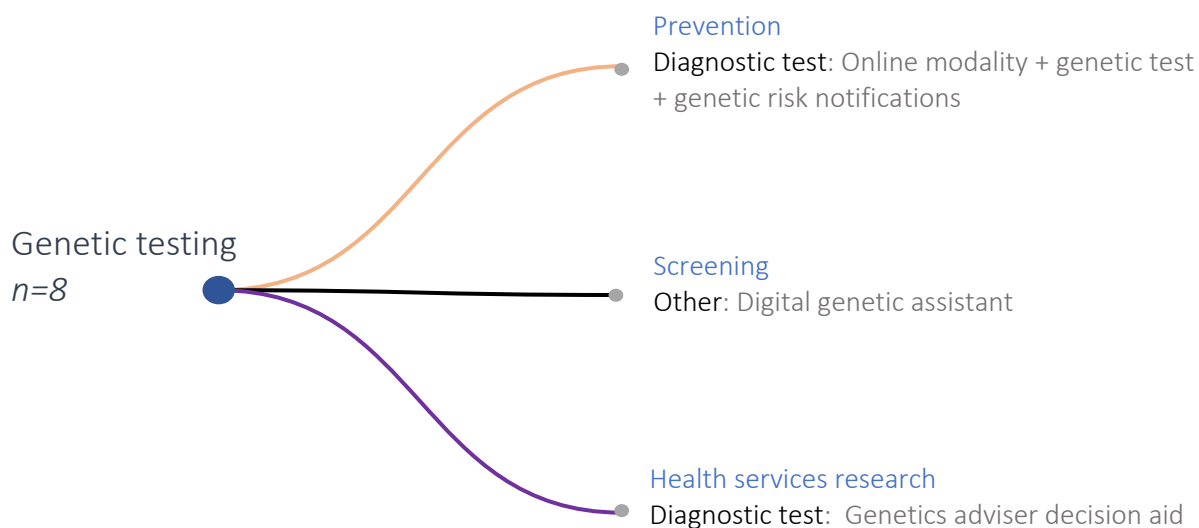 Prevention
Diagnostic test: Online modality + genetic test
+ genetic risk notifications
Genetic testing
n=8
Screening
Other: Digital genetic assistant
Health services research
Diagnostic test:  Genetics adviser decision aid